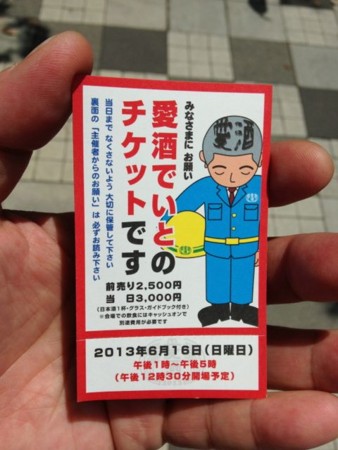 みなさまに お願い
愛酒
愛酒でいとの
チケットです
当日まで なくさないよう 大切に保管して下さい
裏面の「主催者からのお願い」は 必ずお読み下さい
前売り2,500円
当 日3,000円
(日本酒1杯・グラス・ガイドブック付き)
※会場での飲食にはキャッシュオンで
別途費用が必要です
2013年6月16日(日曜日)
午後1時〜午後5時
(午後12時30分開場予定)